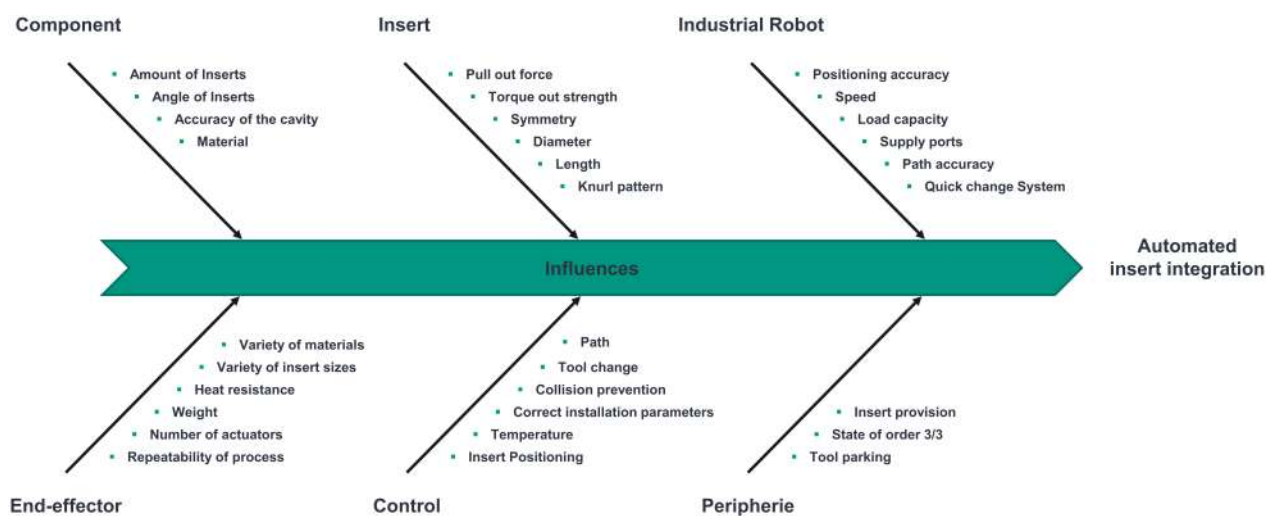 Component
Amount of Inserts
Angle of Inserts
Accuracy of the cavity
Material
Insert
Pull out force
Torque out strength
Symmetry
Diameter
Length
Knurl pattern
Industrial Robot
Positioning accuracy
Speed
Load capacity
Supply ports
Path accuracy
Quick change System
Influences
Automated
insert integration
Variety of materials
Variety of insert sizes
Heat resistance
Weight
Number of actuators
Repeatability of process
End-effector
Path
Tool change
Collision prevention
Correct installation parameters
Temperature
Insert Positioning
Control
Insert provision
State of order 3/3
Tool parking
Peripherie